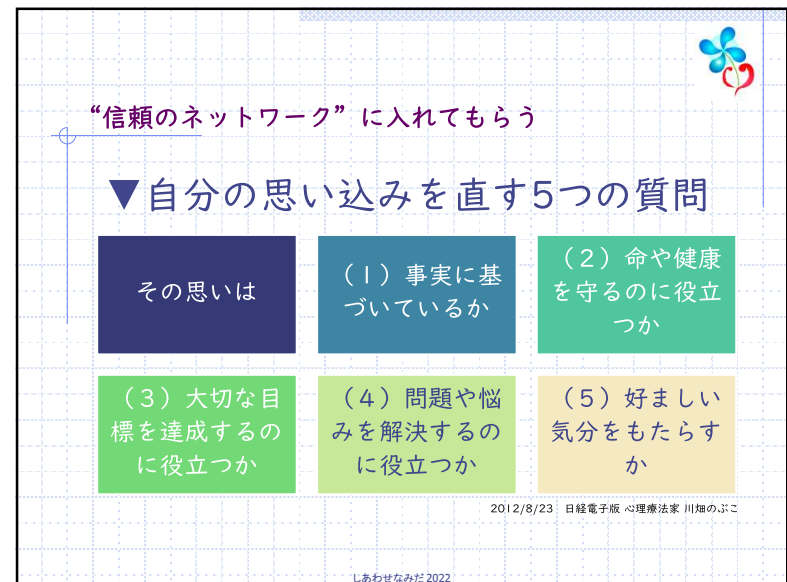 “信頼のネットワーク”に入れてもらう
▼自分の思い込みを直す5つの質問
その思いは
（１）事実に基
づいているか
（２）命や健康
を守るのに役立
つか
（３）大切な目
標を達成するの
に役立つか
（４）問題や悩
みを解決するの
に役立つか
（５）好ましい
気分をもたらす
か
2012/8/23　日経電子版 心理療法家 川畑のぶこ
しあわせなみだ 2022